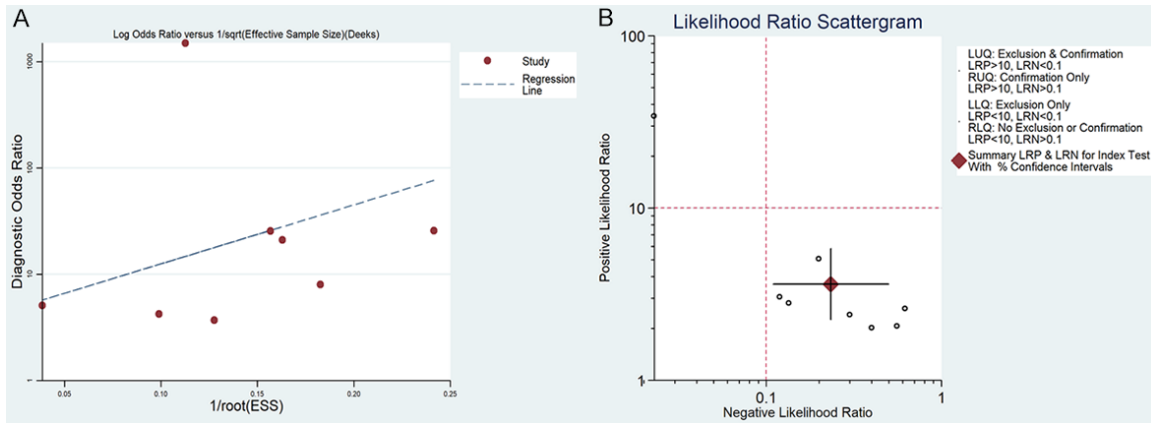 A
Log Odds Ratio versus 1/sqrt(Effective Sample Size)(Deeks)
1000
100
10
1
Diagnostic Odds Ratio
0.05
0.10
0.15
0.20
0.25
1/root(ESS)
Study
Regression
Line
B
Likelihood Ratio Scattergram
100
10
1
Positive Likelihood Ratio
0.1
1
Negative Likelihood Ratio
LUQ: Exclusion & Confirmation
LRP>10, LRN<0.1
RUQ: Confirmation Only
LRP>10, LRN>0.1
LLQ: Exclusion Only
LRP<10, LRN<0.1
RLQ: No Exclusion or Confirmation
LRP<10, LRN>0.1
Summary LRP & LRN for Index Test
With % Confidence Intervals